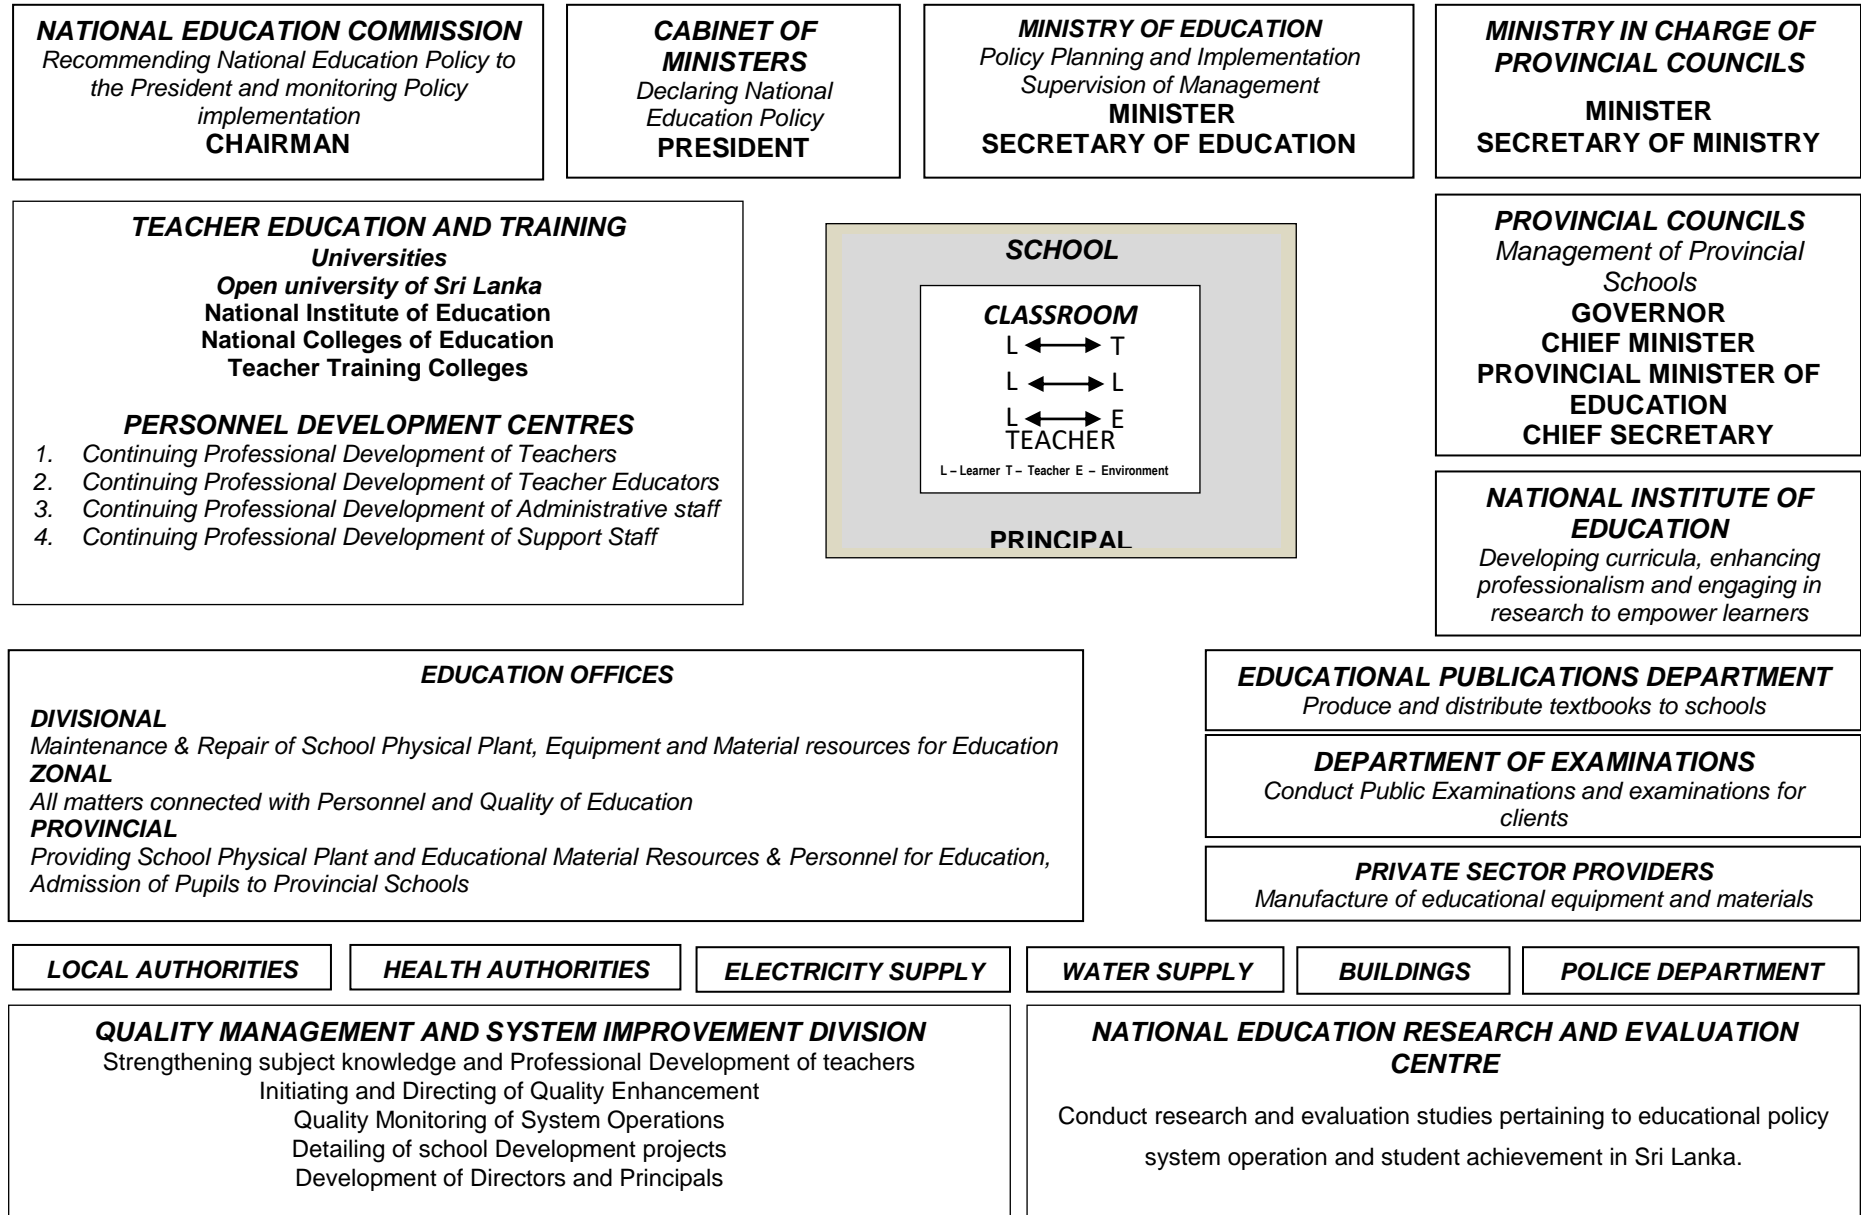 NATIONAL EDUCATION COMMISSION
Recommending National Education Policy to
the President and monitoring Policy
implementation
CHAIRMAN
CABINET OF
MINISTERS
Declaring National
Education Policy
PRESIDENT
MINISTRY OF EDUCATION
Policy Planning and Implementation
Supervision of Management
MINISTER
SECRETARY OF EDUCATION
MINISTRY IN CHARGE OF
PROVINCIAL COUNCILS
MINISTER
SECRETARY OF MINISTRY
TEACHER EDUCATION AND TRAINING
Universities
Open university of Sri Lanka
National Institute of Education
National Colleges of Education
Teacher Training Colleges
PERSONNEL DEVELOPMENT CENTRES
1. Continuing Professional Development of Teachers
2. Continuing Professional Development of Teacher Educators
3. Continuing Professional Development of Administrative staff
4. Continuing Professional Development of Support Staff
SCHOOL
CLASSROOM
L T
L L
L E
TEACHER
L – Learner T – Teacher E – Environment
PRINCIPAL
PROVINCIAL COUNCILS
Management of Provincial
Schools
GOVERNOR
CHIEF MINISTER
PROVINCIAL MINISTER OF
EDUCATION
CHIEF SECRETARY
NATIONAL INSTITUTE OF
EDUCATION
Developing curricula, enhancing
professionalism and engaging in
research to empower learners
EDUCATION OFFICES
DIVISIONAL
Maintenance & Repair of School Physical Plant, Equipment and Material resources for Education
ZONAL
All matters connected with Personnel and Quality of Education
PROVINCIAL
Providing School Physical Plant and Educational Material Resources & Personnel for Education,
Admission of Pupils to Provincial Schools
EDUCATIONAL PUBLICATIONS DEPARTMENT
Produce and distribute textbooks to schools
DEPARTMENT OF EXAMINATIONS
Conduct Public Examinations and examinations for
clients
PRIVATE SECTOR PROVIDERS
Manufacture of educational equipment and materials
LOCAL AUTHORITIES
HEALTH AUTHORITIES
ELECTRICITY SUPPLY
WATER SUPPLY
BUILDINGS
POLICE DEPARTMENT
QUALITY MANAGEMENT AND SYSTEM IMPROVEMENT DIVISION
Strengthening subject knowledge and Professional Development of teachers
Initiating and Directing of Quality Enhancement
Quality Monitoring of System Operations
Detailing of school Development projects
Development of Directors and Principals
NATIONAL EDUCATION RESEARCH AND EVALUATION
CENTRE
Conduct research and evaluation studies pertaining to educational policy
system operation and student achievement in Sri Lanka.